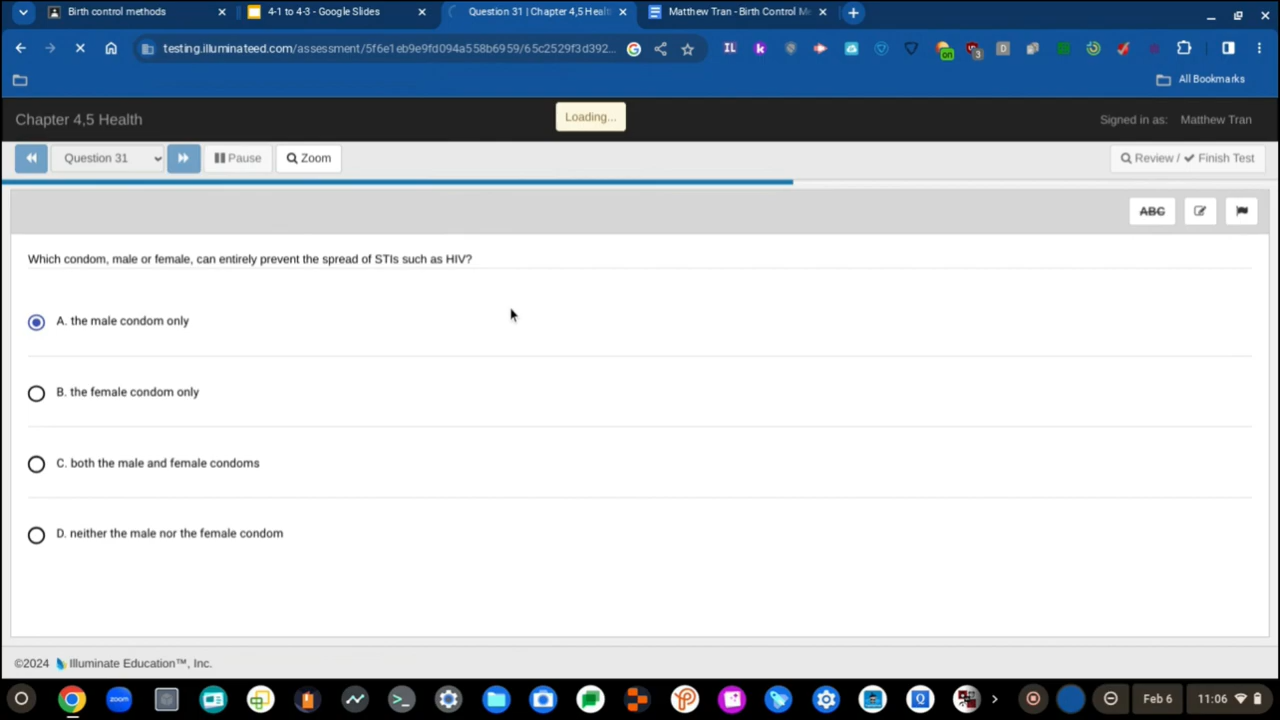 Birth control methods
4-1 to 4-3 - Google Slides
Question 31 | Chapter 4,5 Healt
Matthew Tran - Birth Control Me
testing.illuminateed.com/assessment/5f6e1eb9e9fd094a558b6959/65c2529f3d392...
All Bookmarks
Chapter 4,5 Health
Loading...
Signed in as: Matthew Tran
Question 31
Pause
Zoom
Review / Finish Test
ABC
Which condom, male or female, can entirely prevent the spread of STIs such as HIV?
A. the male condom only
B. the female condom only
C. both the male and female condoms
D. neither the male nor the female condom
©2024 Illuminate Education™, Inc.
zoom
Feb 6
11:06